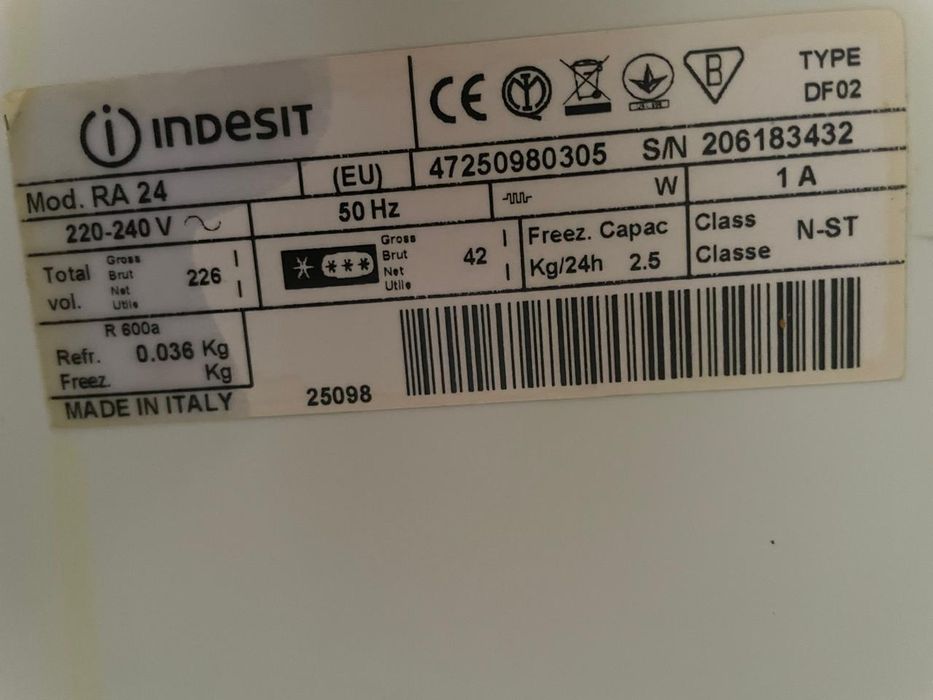 INDESIT
TYPE
DF02
Mod. RA 24
(EU)
47250980305 S/N 206183432
220-240 V
50 Hz
W
1 A
Total
vol.
Gross
Brut
Net
Utile
226 l
l
Gross
Brut
Net
Utile
42 l
l
Freez. Capac
Kg/24h 2.5
Class
Classe
N-ST
R 600a
Refr. 0.036 Kg
Freez. Kg
MADE IN ITALY
25098